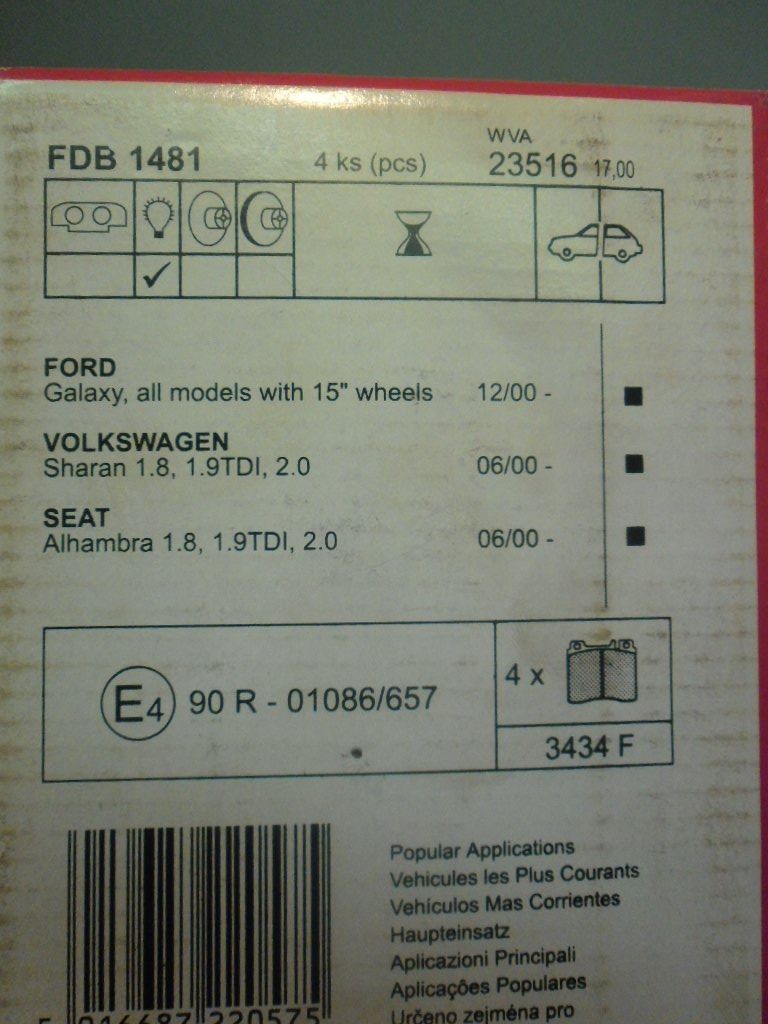 WVA
FDB 1481 4 ks (pcs) 23516 17,00
FORD
Galaxy, all models with 15" wheels 12/00 -
VOLKSWAGEN
Sharan 1.8, 1.9TDI, 2.0 06/00 -
SEAT
Alhambra 1.8, 1.9TDI, 2.0 06/00 -
E4 90 R - 01086/657
4 x
3434 F
Popular Applications
Vehicules les Plus Courants
Vehículos Mas Corrientes
Haupteinsatz
Aplicazioni Principali
Aplicações Populares
Určeno zejména pro
5 016687 220575